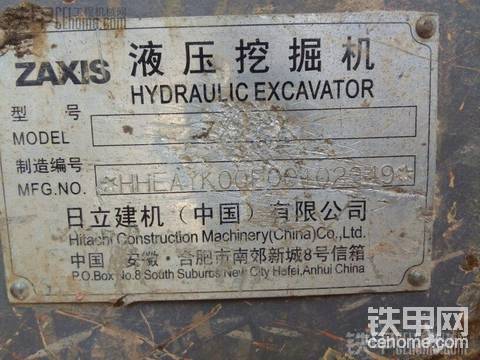 ZAXIS 液压挖掘机
HYDRAULIC EXCAVATOR
型号
MODEL
制造编号
MFG.NO.
日立建机（中国）有限公司
Hitachi Construction Machinery(China)Co.,Ltd.
中国 安徽·合肥市南郊新城8号信箱
P.O.Box No.8 South Suburbs New City Hefei,Anhui China
铁甲网
cehome.com